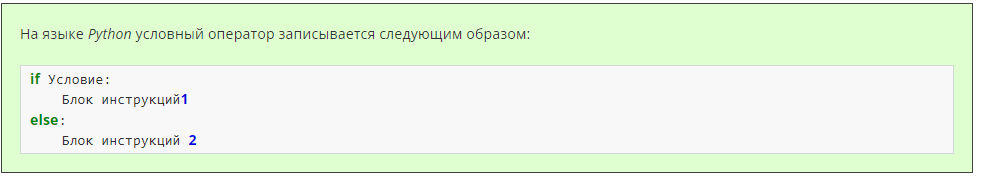 На языке Python условный оператор записывается следующим образом:
if Условие:
    Блок инструкций1
else:
    Блок инструкций 2